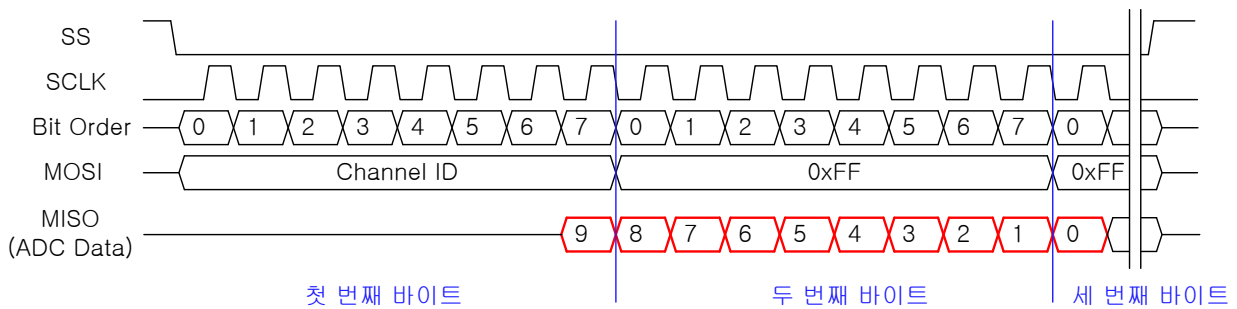 SS
SCLK
Bit Order 0 1 2 3 4 5 6 7 0 1 2 3 4 5 6 7 0
MOSI Channel ID 0xFF 0xFF
MISO
(ADC Data) 9 8 7 6 5 4 3 2 1 0
첫 번째 바이트 두 번째 바이트 세 번째 바이트